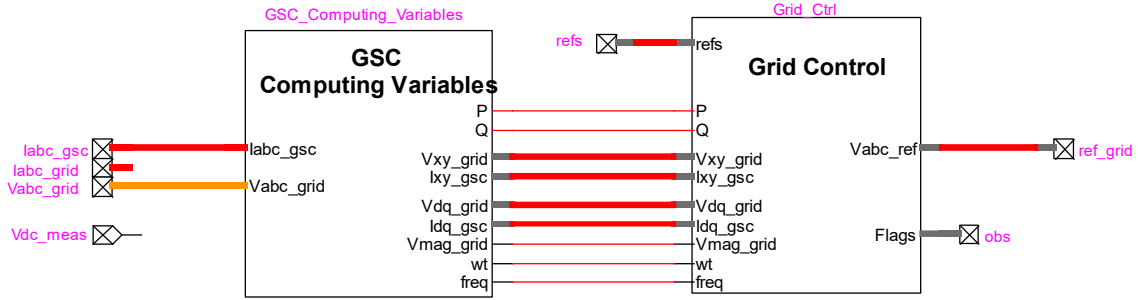 GSC_Computing_Variables
Grid_Ctrl
GSC
Computing Variables
Iabc_gsc
Iabc_grid
Vabc_grid
Vdc_meas
Iabc_gsc
Vabc_grid
P
Q
Vxy_grid
Ixy_gsc
Vdq_grid
Idq_gsc
Vmag_grid
wt
freq
refs
refs
Grid Control
P
Q
Vxy_grid
Ixy_gsc
Vdq_grid
Idq_gsc
Vmag_grid
wt
freq
Vabc_ref
Flags
ref_grid
obs